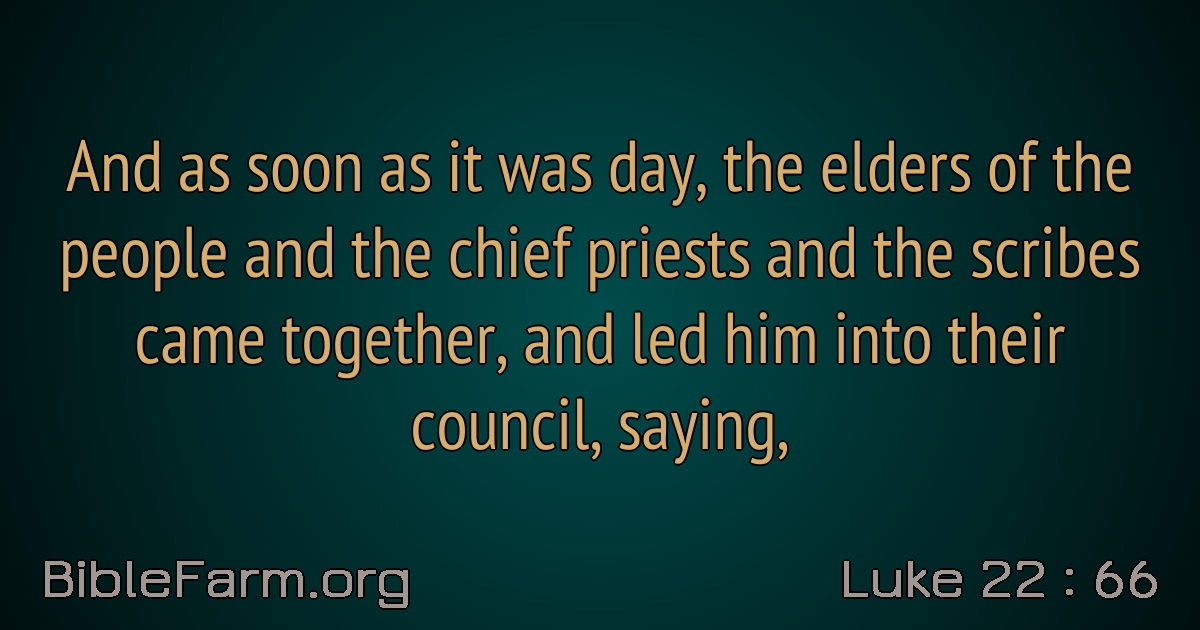 And as soon as it was day, the elders of the
people and the chief priests and the scribes
came together, and led him into their
council, saying,
BibleFarm.org
Luke 22 : 66